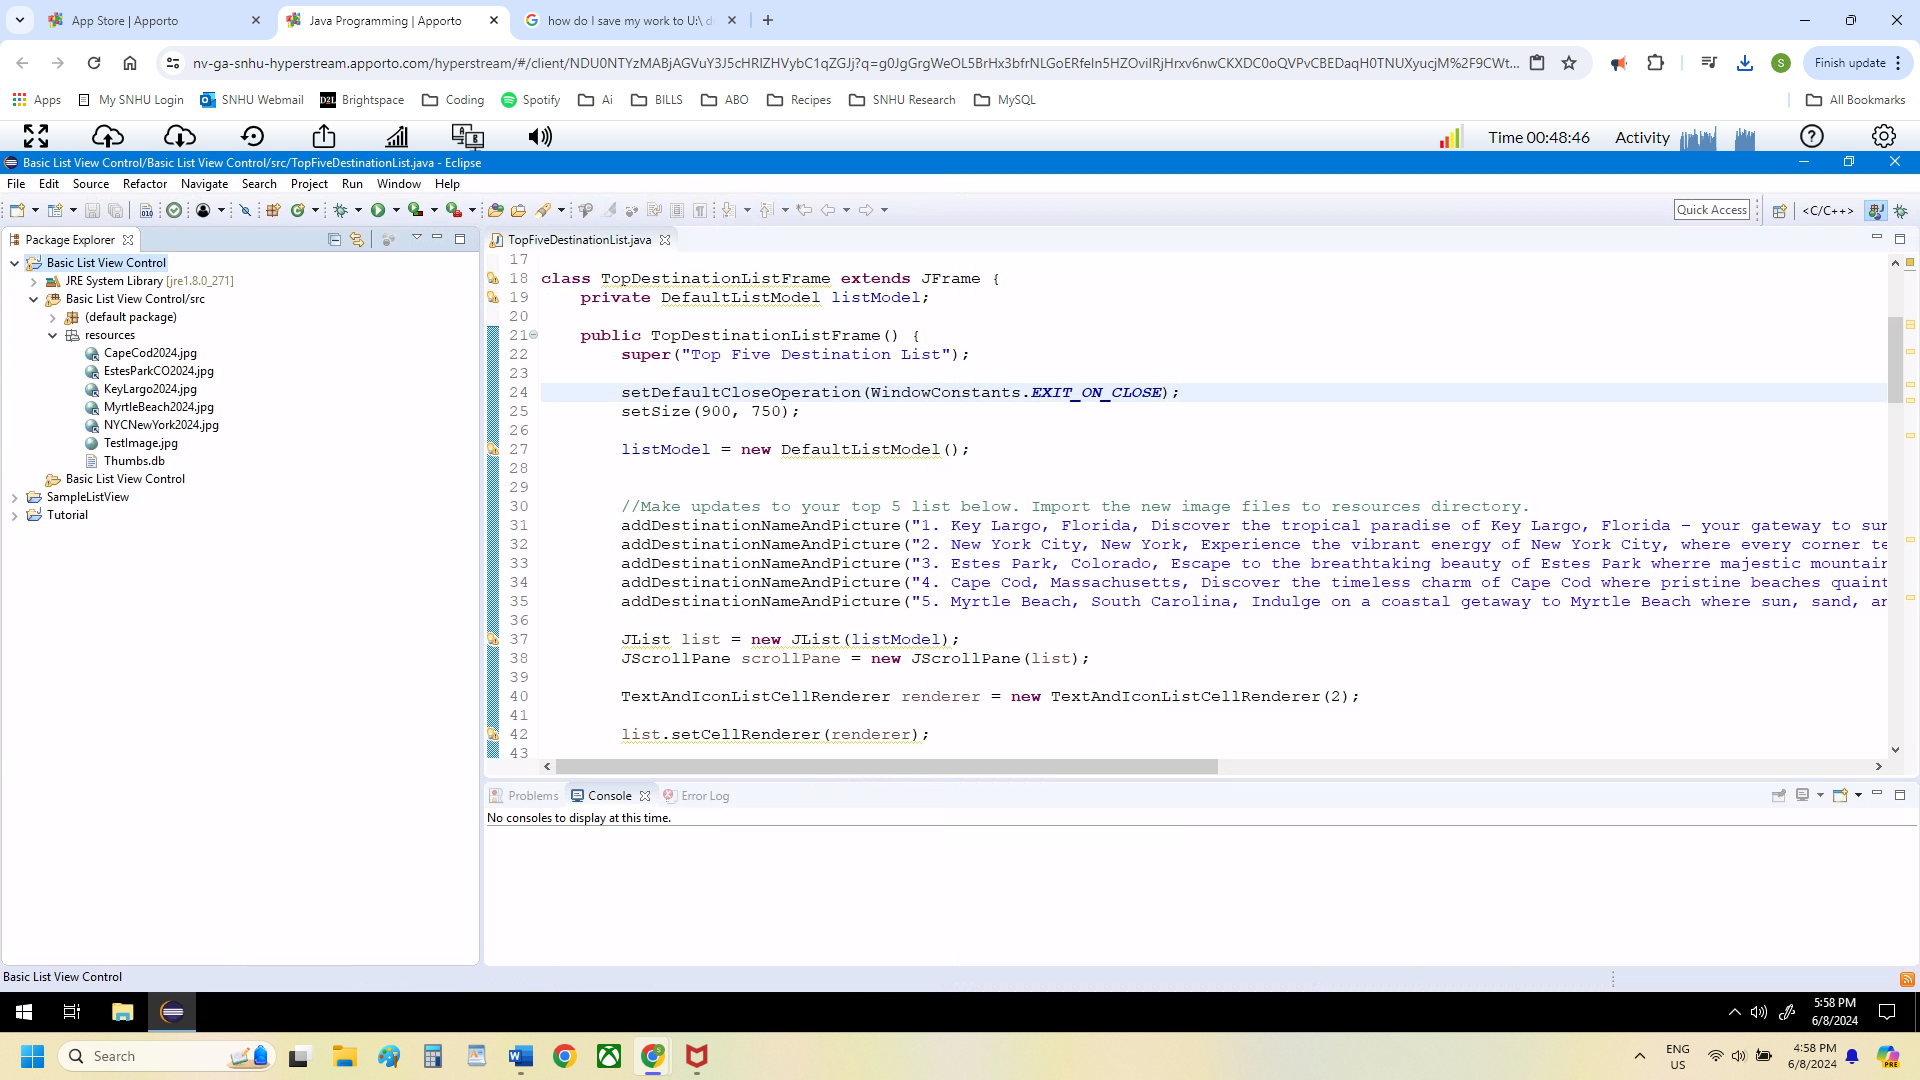 App Store | Apporto
Java Programming | Apporto
how do I save my work to U:\ d
nv-ga-snhu-hyperstream.apporto.com/hyperstream/#/client/
Finish update
Apps
My SNHU Login
SNHU Webmail
Brightspace
Coding
Spotify
Ai
BILLS
ABO
Recipes
SNHU Research
MySQL
All Bookmarks
Time 00:48:46
Activity
Basic List View Control/Basic List View Control/src/TopFiveDestinationList.java - Eclipse
File Edit Source Refactor Navigate Search Project Run Window Help
Quick Access
<C/C++>
Package Explorer
Basic List View Control
JRE System Library [jre1.8.0_271]
Basic List View Control/src
(default package)
resources
CapeCod2024.jpg
EstesParkCO2024.jpg
KeyLargo2024.jpg
MyrtleBeach2024.jpg
NYCNewYork2024.jpg
TestImage.jpg
Thumbs.db
Basic List View Control
SampleListView
Tutorial
TopFiveDestinationList.java
17
18 class TopDestinationListFrame extends JFrame {
19 private DefaultListModel listModel;
20
21 public TopDestinationListFrame() {
22 super("Top Five Destination List");
23
24 setDefaultCloseOperation(WindowConstants.EXIT_ON_CLOSE);
25 setSize(900, 750);
26
27 listModel = new DefaultListModel();
28
29
30 //Make updates to your top 5 list below. Import the new image files to resources directory.
31 addDestinationNameAndPicture("1. Key Largo, Florida, Discover the tropical paradise of Key Largo, Florida – your gateway to sun
32 addDestinationNameAndPicture("2. New York City, New York, Experience the vibrant energy of New York City, where every corner te
33 addDestinationNameAndPicture("3. Estes Park, Colorado, Escape to the breathtaking beauty of Estes Park wherre majestic mountain
34 addDestinationNameAndPicture("4. Cape Cod, Massachusetts, Discover the timeless charm of Cape Cod where pristine beaches quaint
35 addDestinationNameAndPicture("5. Myrtle Beach, South Carolina, Indulge on a coastal getaway to Myrtle Beach where sun, sand, an
36
37 JList list = new JList(listModel);
38 JScrollPane scrollPane = new JScrollPane(list);
39
40 TextAndIconListCellRenderer renderer = new TextAndIconListCellRenderer(2);
41
42 list.setCellRenderer(renderer);
43
Problems Console Error Log
No consoles to display at this time.
Basic List View Control
5:58 PM
6/8/2024
Search
ENG
US
4:58 PM
6/8/2024